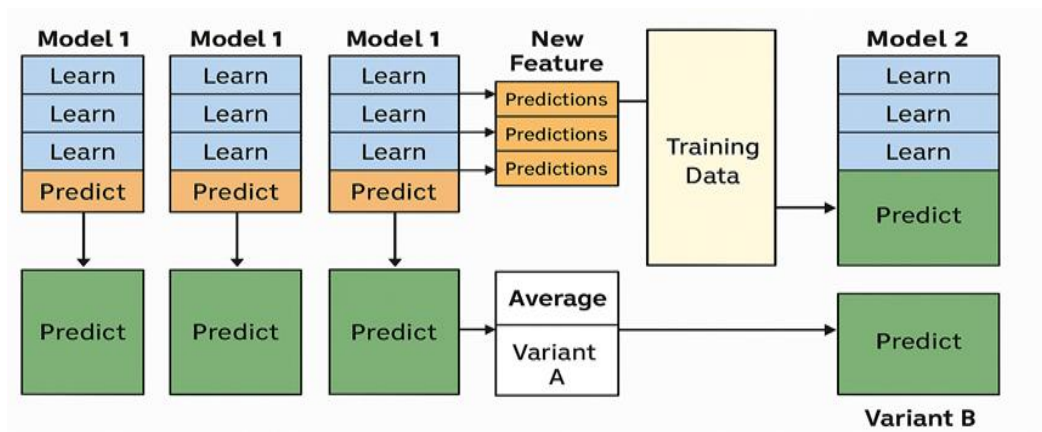 Model 1
Learn
Learn
Learn
Predict
Predict
Model 1
Learn
Learn
Learn
Predict
Predict
Model 1
Learn
Learn
Learn
Predict
Predict
New
Feature
Predictions
Predictions
Predictions
Average
Variant
A
Training
Data
Model 2
Learn
Learn
Learn
Predict
Predict
Variant B